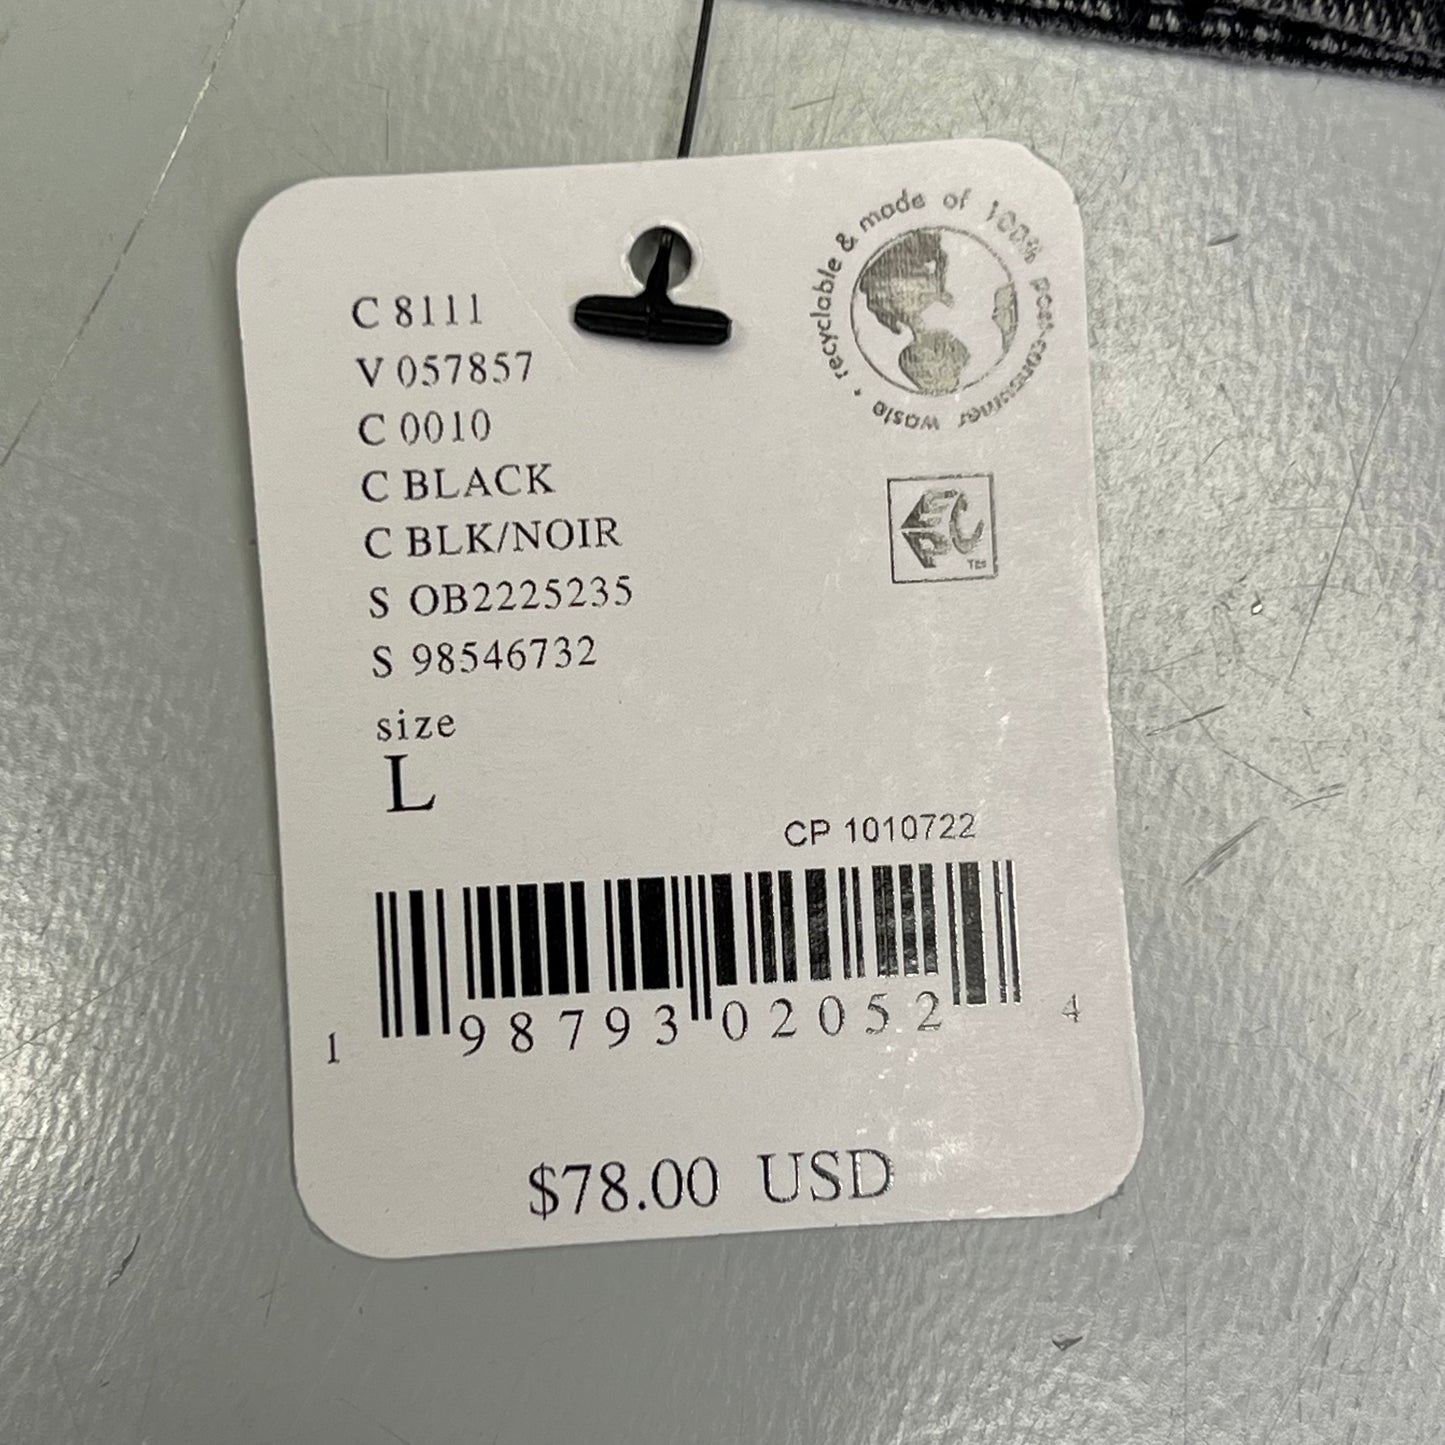 C 8111
V 057857
C 0010
C BLACK
C BLK/NOIR
S OB2225235
S 98546732
size
L
recyclable & made of 100% post-consumer waste •
EPC
CP 1010722
1 98793 02052 4
$78.00 USD